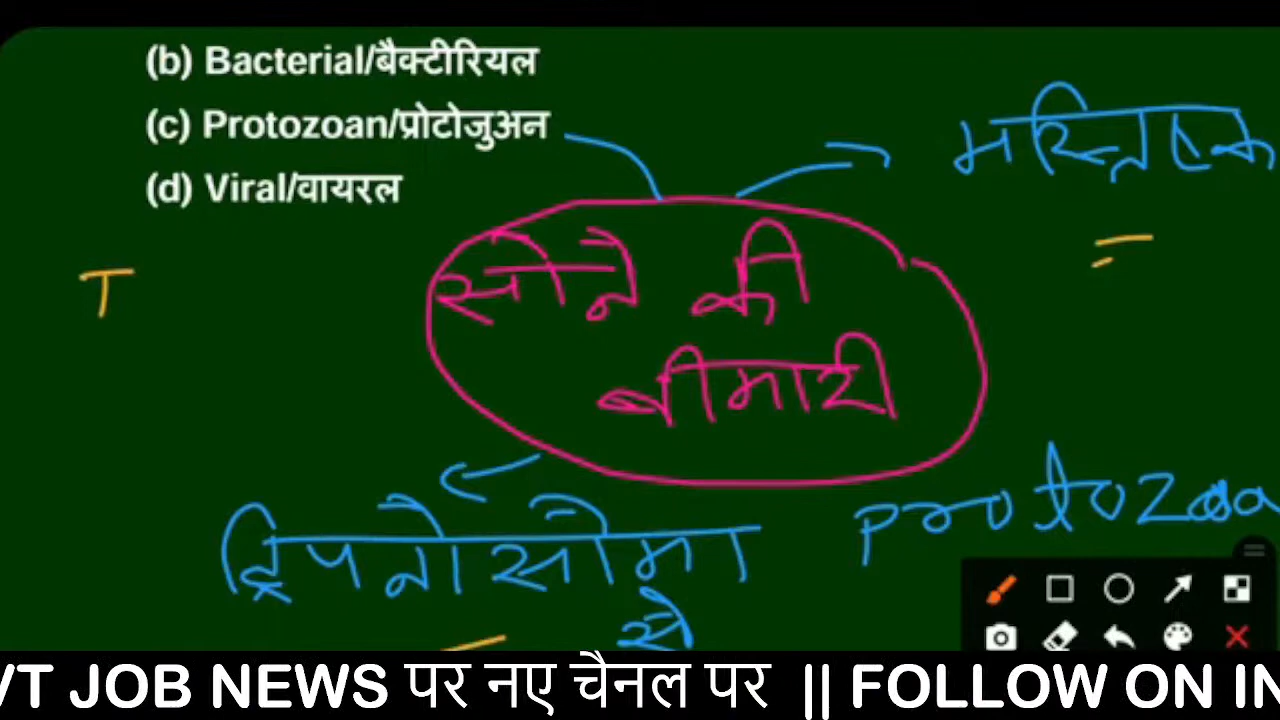 (b) Bacterial/बैक्टीरियल
(c) Protozoan/प्रोटोजुअन
(d) Viral/वायरल
मस्तिष्क
T
सोने की
बीमारी
ट्रिपनोसोमा protozoa
से
VT JOB NEWS पर नए चैनल पर || FOLLOW ON IN